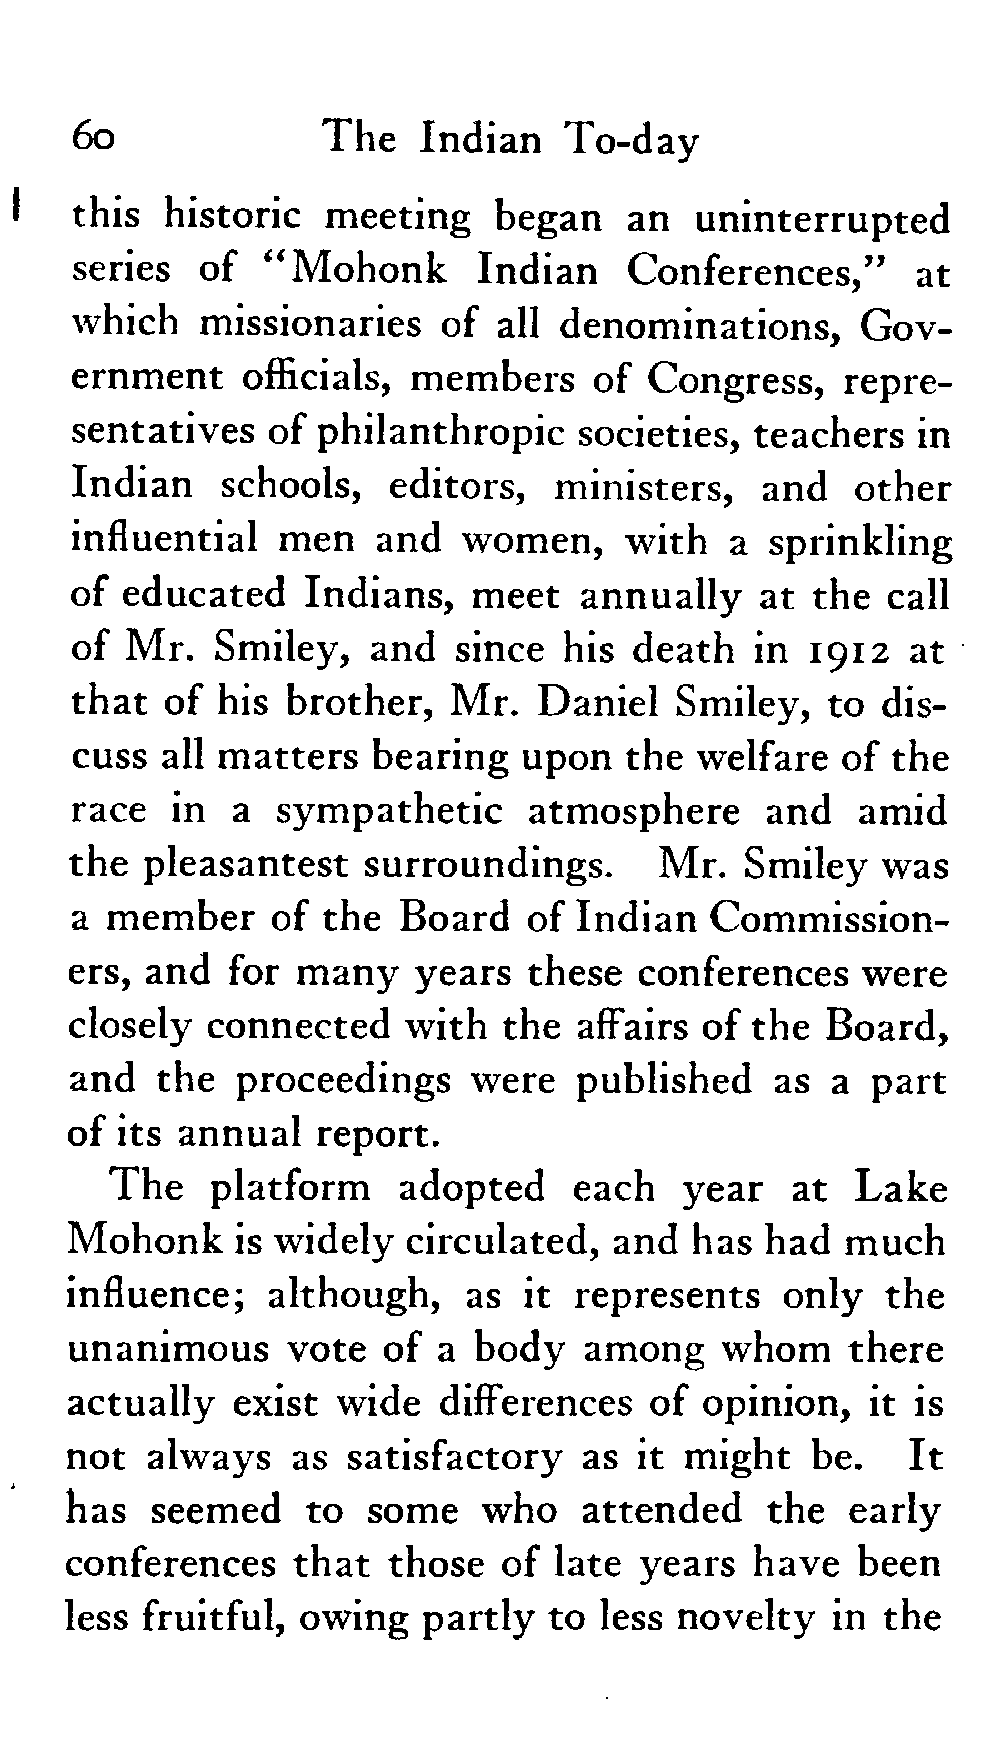 60 The Indian To-day
this historic meeting began an uninterrupted
series of “Mohonk Indian Conferences,” at
which missionaries of all denominations, Gov-
ernment officials, members of Congress, repre-
sentatives of philanthropic societies, teachers in
Indian schools, editors, ministers, and other
influential men and women, with a sprinkling
of educated Indians, meet annually at the call
of Mr. Smiley, and since his death in 1912 at
that of his brother, Mr. Daniel Smiley, to dis-
cuss all matters bearing upon the welfare of the
race in a sympathetic atmosphere and amid
the pleasantest surroundings. Mr. Smiley was
a member of the Board of Indian Commission-
ers, and for many years these conferences were
closely connected with the affairs of the Board,
and the proceedings were published as a part
of its annual report.
The platform adopted each year at Lake
Mohonk is widely circulated, and has had much
influence; although, as it represents only the
unanimous vote of a body among whom there
actually exist wide differences of opinion, it is
not always as satisfactory as it might be. It
has seemed to some who attended the early
conferences that those of late years have been
less fruitful, owing partly to less novelty in the